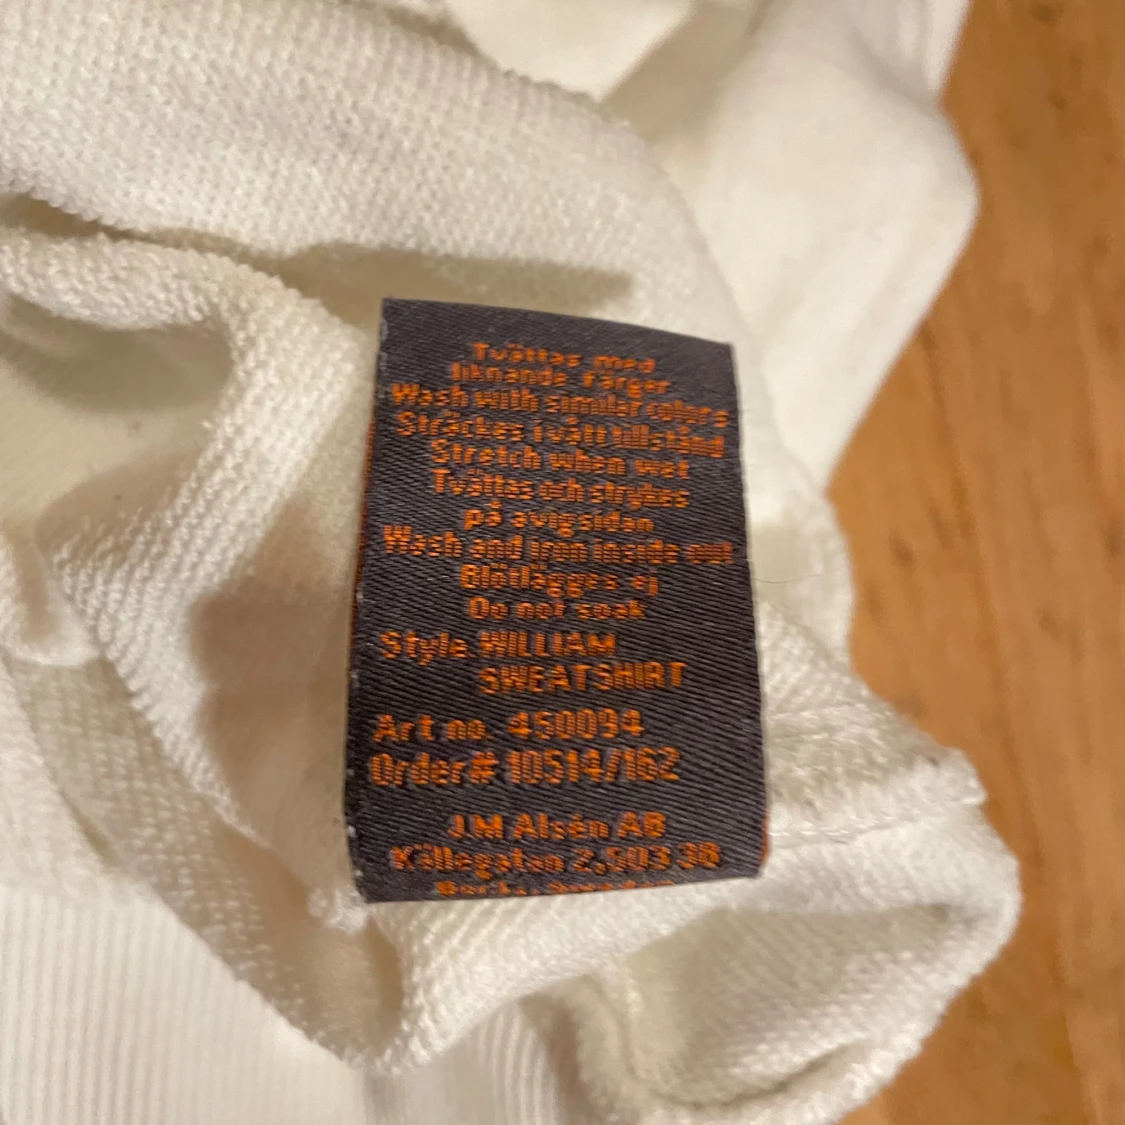 Tvättas med
liknande färger
Wash with similar colors
Sträckes i vått tillstånd
Stretch when wet
Tvättas och strykes
på avigsidan
Wash and iron inside out
Blötlägges ej
Do not soak
Style WILLIAM
SWEATSHIRT
Art no. 450094
Order# 10514/162
J.M Alsén AB
Källegatan 2, 503 38